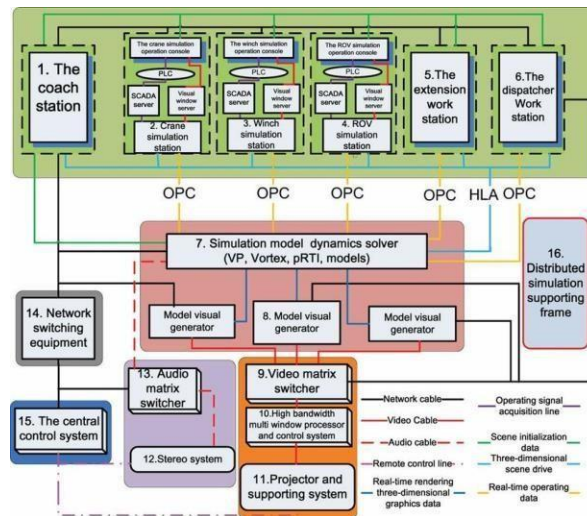 1. The
coach
station
The crane simulation
operation console
PLC
SCADA
server
Visual
window
server
2. Crane
simulation
station
The winch simulation
operation console
PLC
SCADA
server
Visual
window
server
3. Winch
simulation
station
The ROV simulation
operation console
PLC
SCADA
server
Visual
window
server
4. ROV
simulation
station
5.The
extension
work
station
6.The
dispatcher
Work
station
OPC
OPC
OPC
OPC
HLA
OPC
7. Simulation model dynamics solver
(VP, Vortex, pRTI, models)
Model visual
generator
8. Model visual
generator
Model visual
generator
16.
Distributed
simulation
supporting
frame
14. Network
switching
equipment
13. Audio
matrix
switcher
9.Video matrix
switcher
15. The central
control system
12.Stereo system
10.High bandwidth
multi window processor
and control system
11.Projector and
supporting system
Network cable
Video Cable
Audio cable
Remote control line
Real-time rendering
three-dimensional
graphics data
Operating signal
acquisition line
Scene initialization
data
Three-dimensional
scene drive
Real-time operating
data